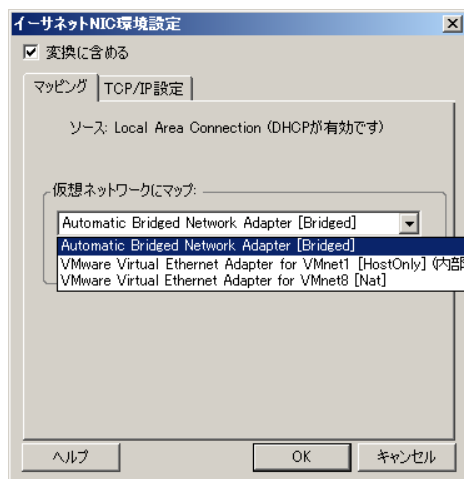 イーサネットNIC環境設定
変換に含める
マッピング
TCP/IP設定
ソース: Local Area Connection (DHCPが有効です)
仮想ネットワークにマップ:
Automatic Bridged Network Adapter [Bridged]
Automatic Bridged Network Adapter [Bridged]
VMware Virtual Ethernet Adapter for VMnet1 [HostOnly] (内部
VMware Virtual Ethernet Adapter for VMnet8 [Nat]
ヘルプ
OK
キャンセル